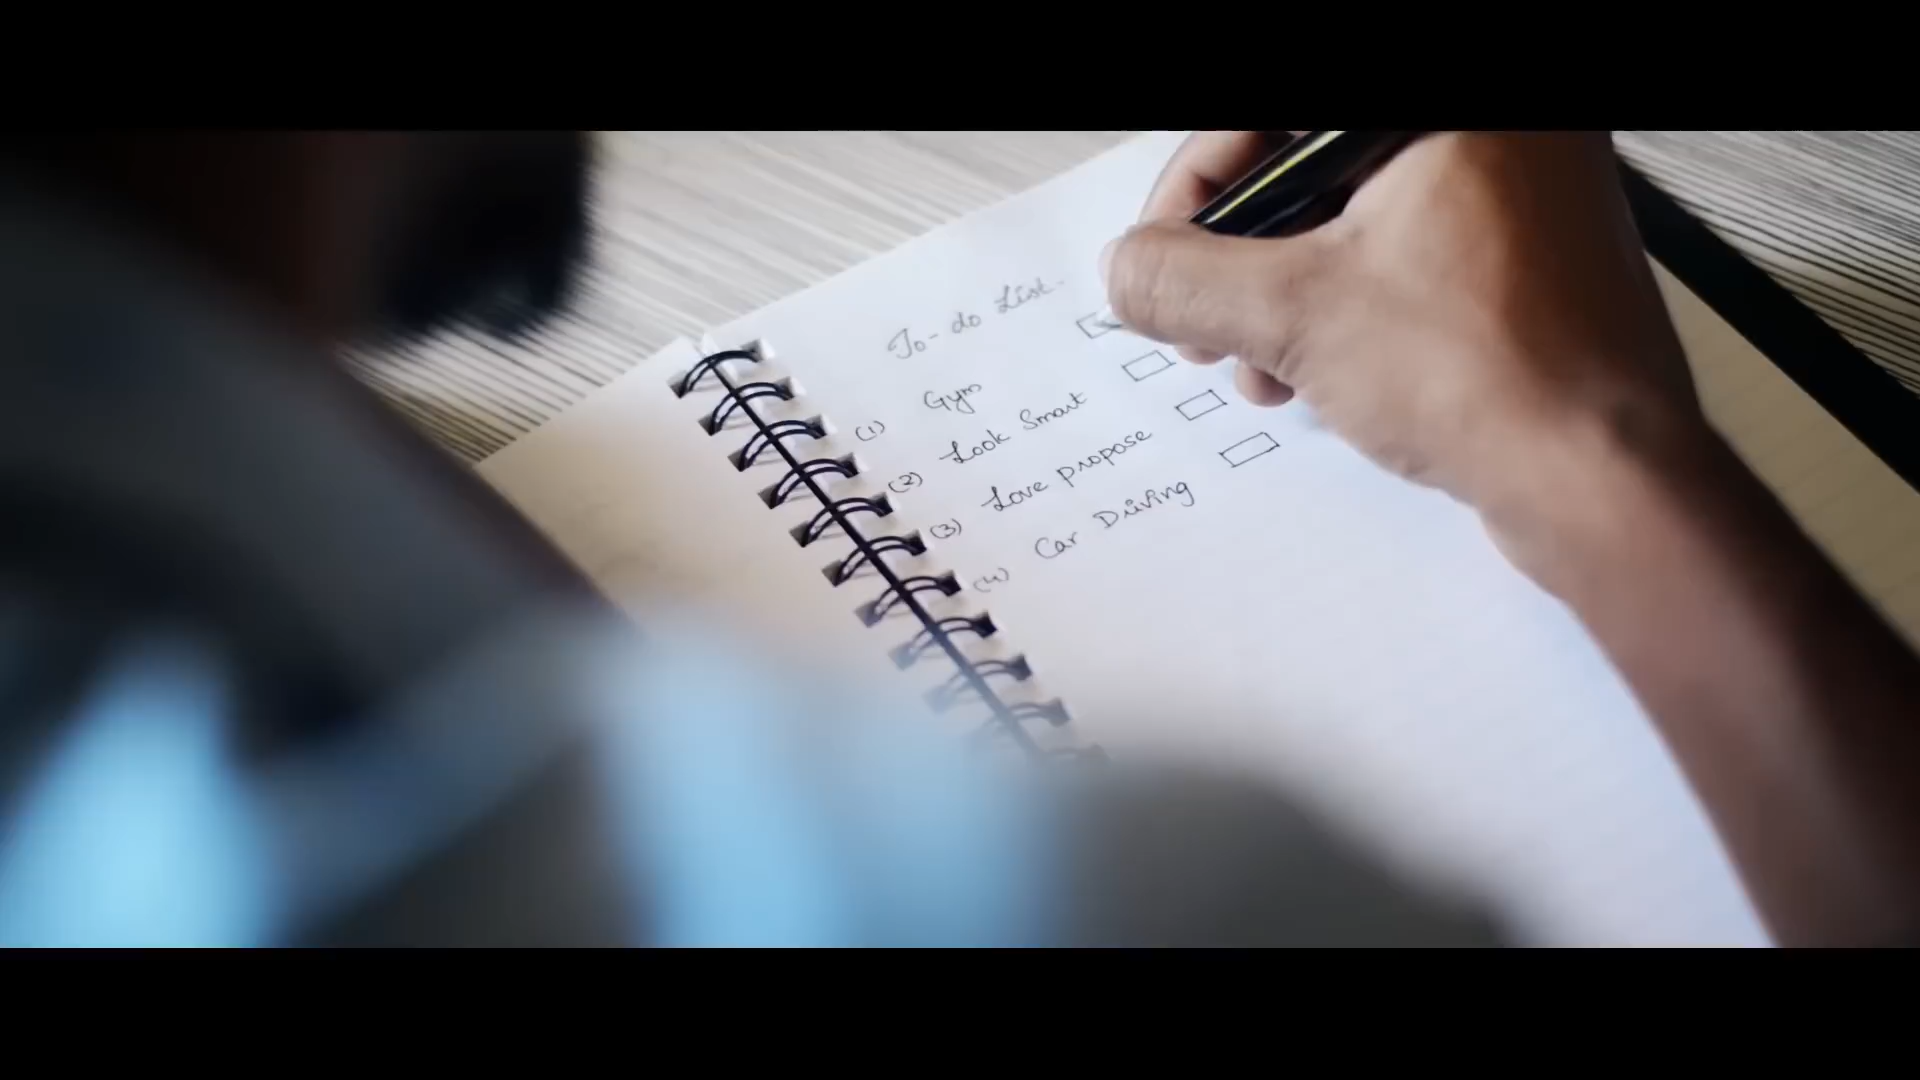 To-do List-
(1) Gym
(2) Look Smart
(3) Love propose
(4) Car Driving